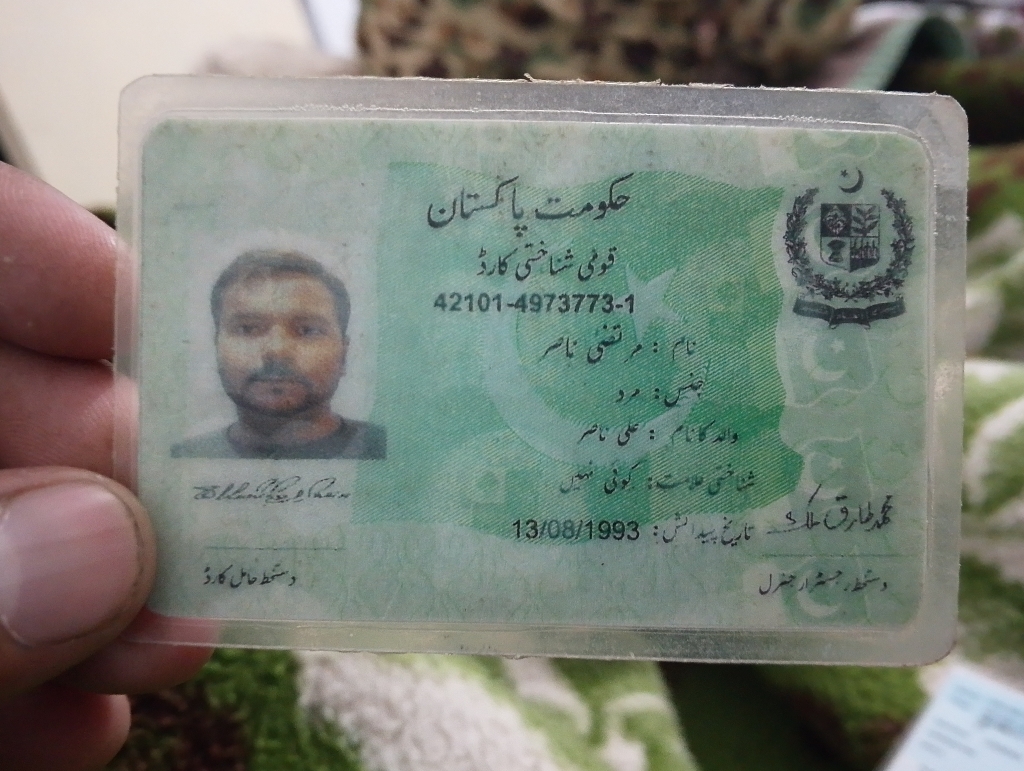 حکومت پاکستان
قومی شناختی کارڈ
42101-4973773-1
نام : مرتضٰی ناصر
جنس: مرد
والد کا نام : علی ناصر
شناختی علامت: کوئی نہیں
تاریخ پیدائش: 13/08/1993
محمد طارق ملک
دستخط رجسٹرار جنرل
دستخط حامل کارڈ